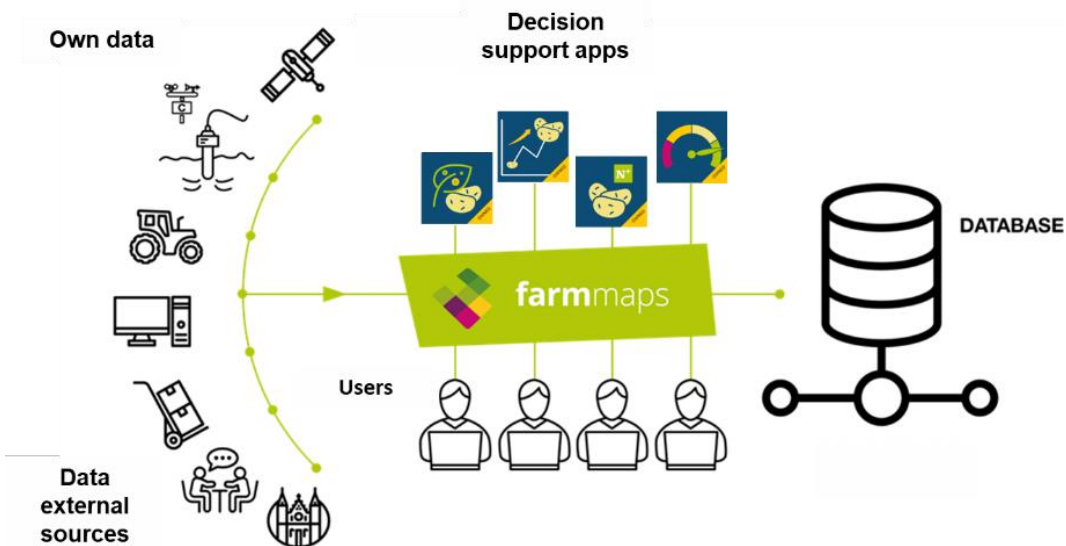 Own data
Decision
support apps
C
N+
DATABASE
farmmaps
Users
Data
external
sources